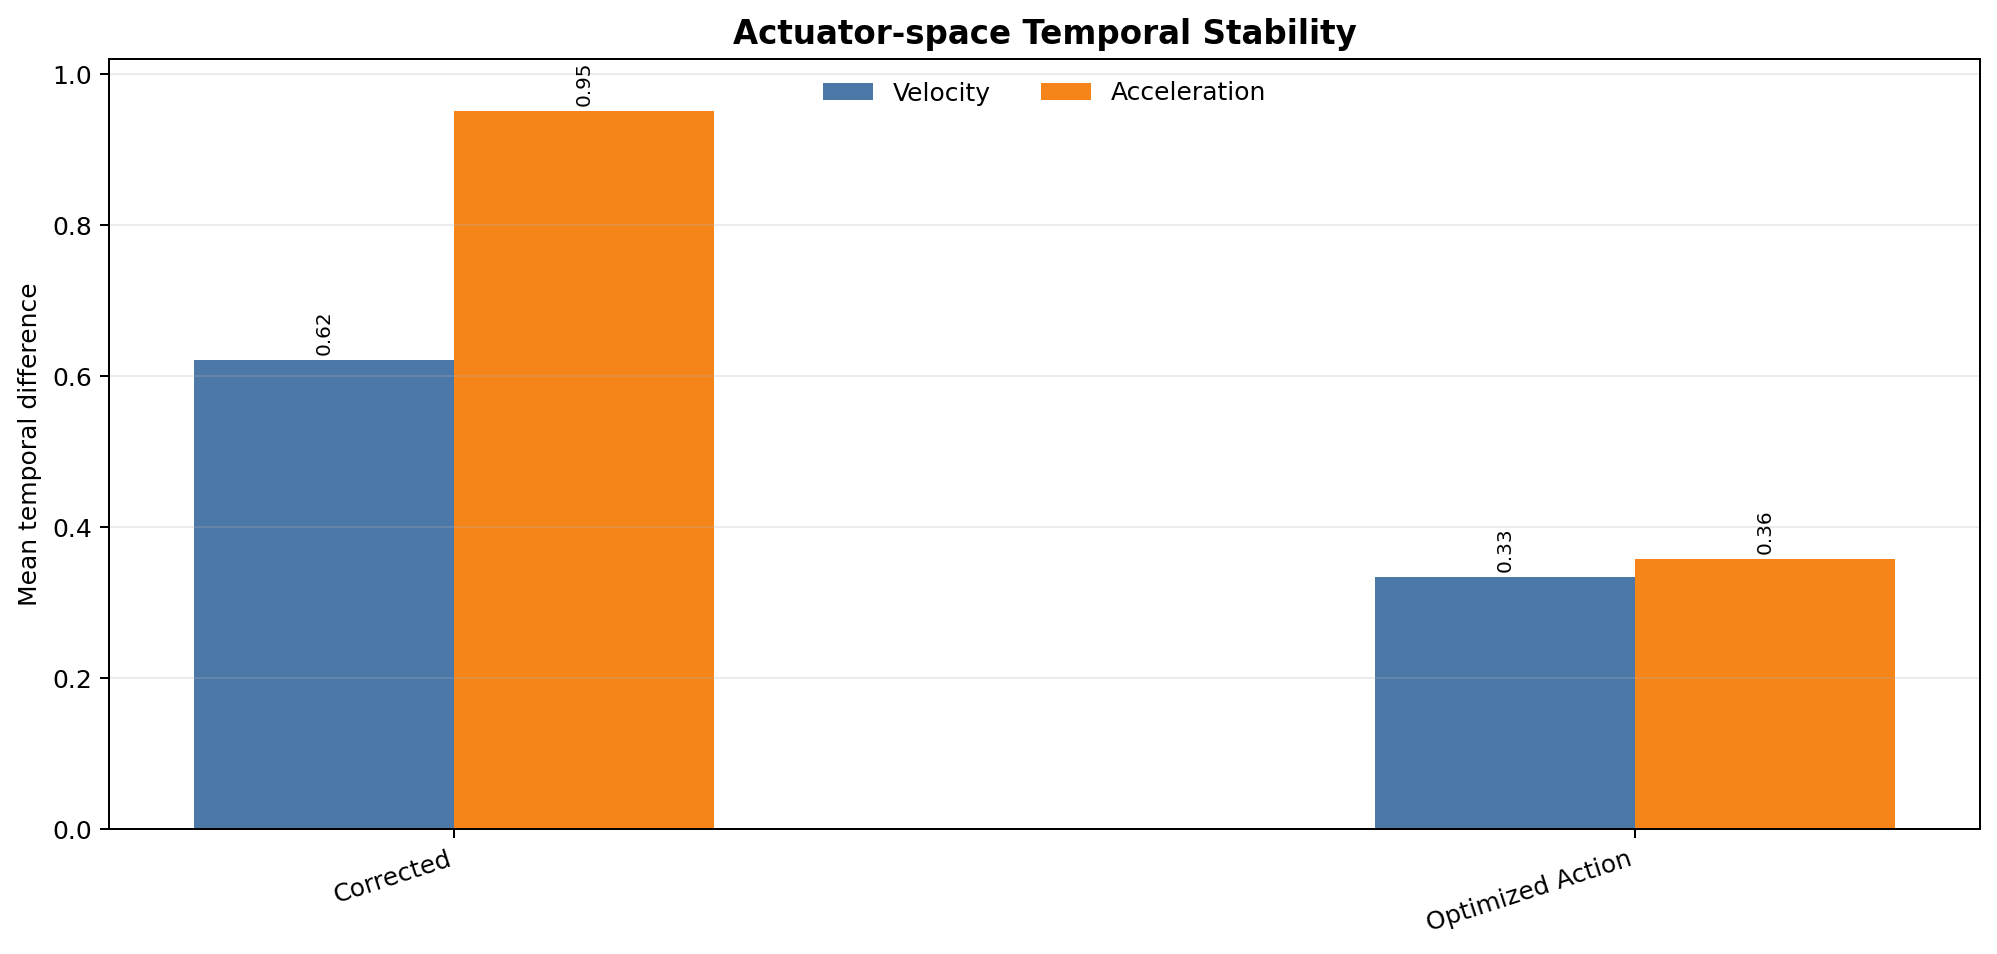 Actuator-space Temporal Stability
Velocity
Acceleration
Mean temporal difference
1.0
0.8
0.6
0.4
0.2
0.0
0.62
0.95
0.33
0.36
Corrected
Optimized Action